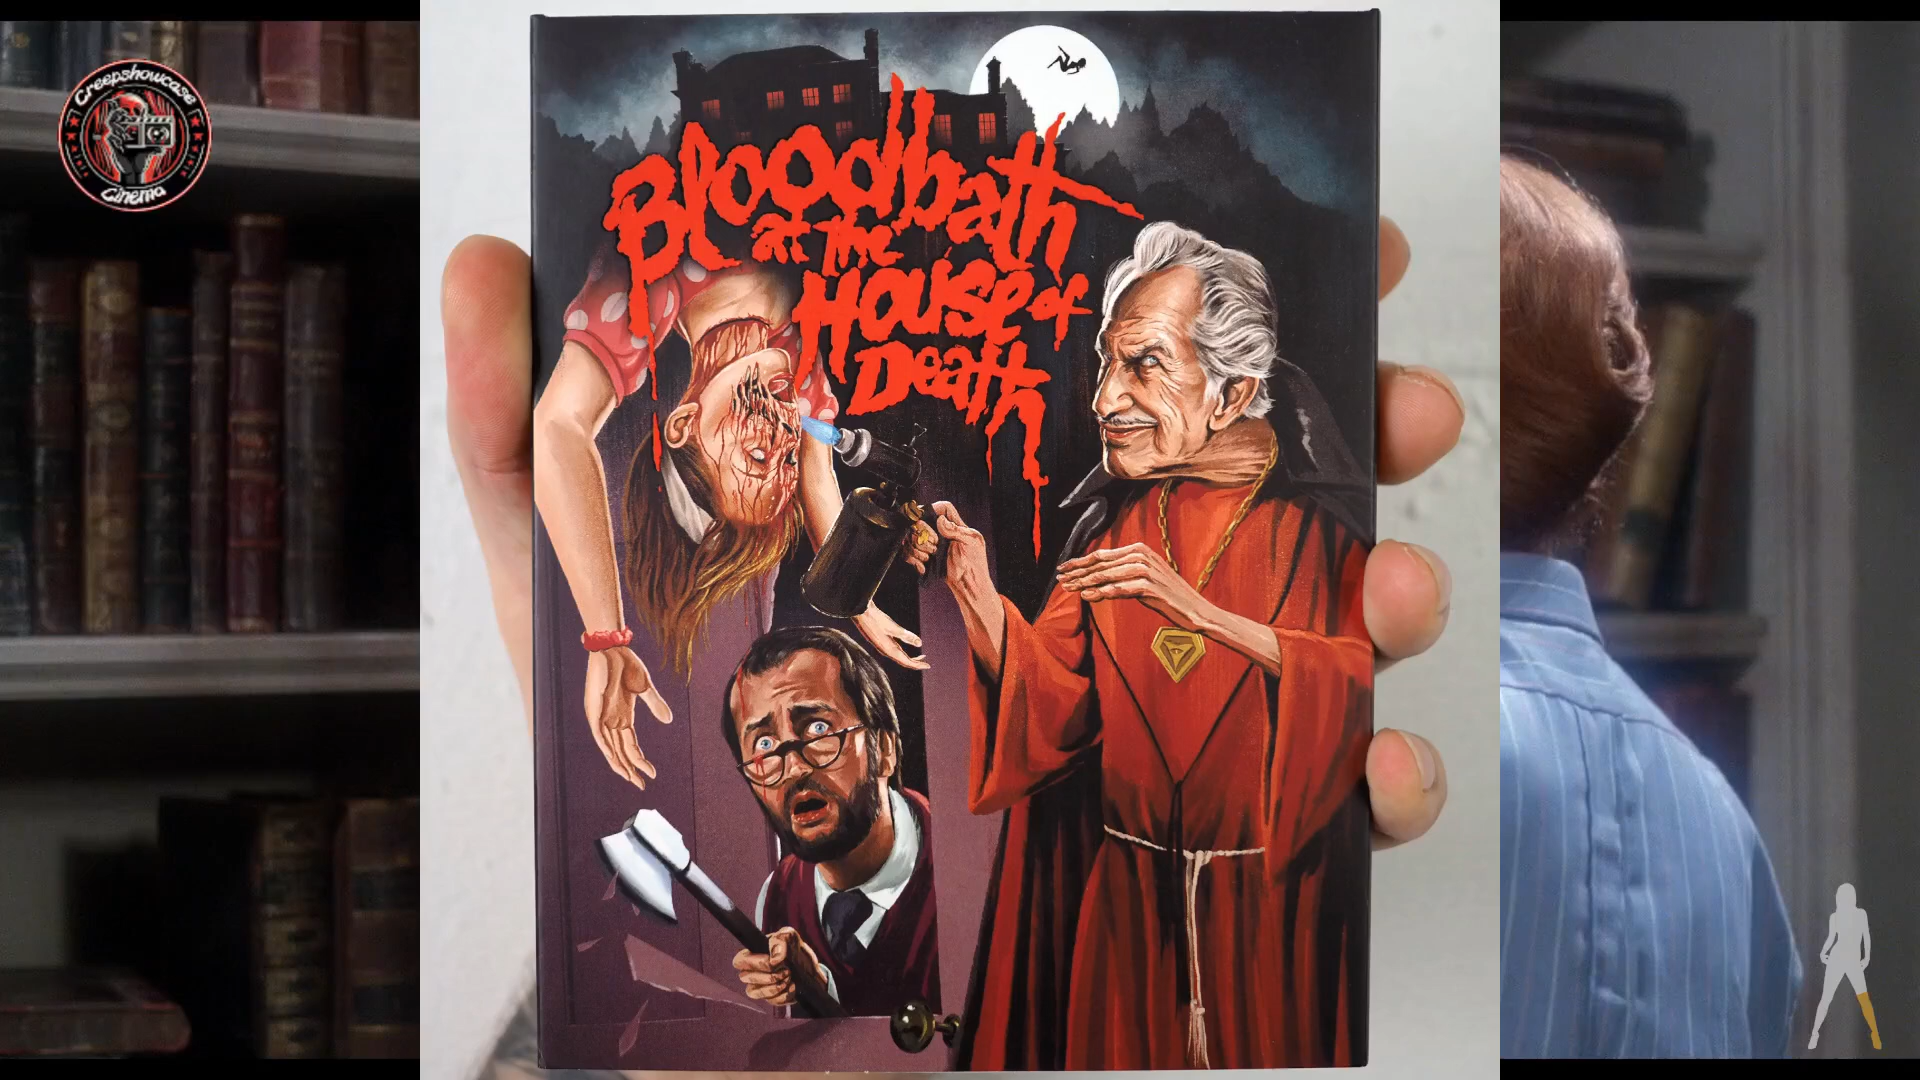 Creepshowcase
Cinema
Bloodbath
at the
House of
Death